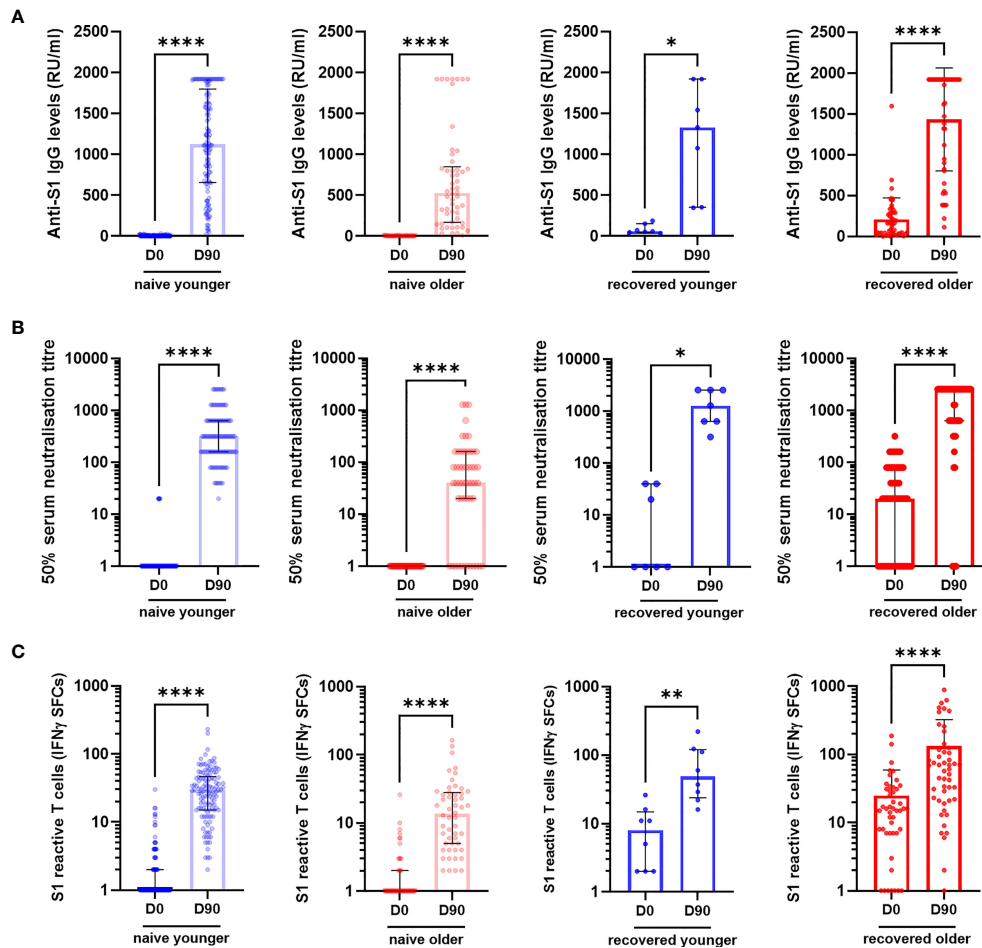 A
Anti-S1 IgG levels (RU/ml)
2500
2000
1500
1000
500
0
****
D0 D90
naive younger
Anti-S1 IgG levels (RU/ml)
2500
2000
1500
1000
500
0
****
D0 D90
naive older
Anti-S1 IgG levels (RU/ml)
2500
2000
1500
1000
500
0
*
D0 D90
recovered younger
Anti-S1 IgG levels (RU/ml)
2500
2000
1500
1000
500
0
****
D0 D90
recovered older
B
50% serum neutralisation titre
10000
1000
100
10
1
****
D0 D90
naive younger
50% serum neutralisation titre
10000
1000
100
10
1
****
D0 D90
naive older
50% serum neutralisation titre
10000
1000
100
10
1
*
D0 D90
recovered younger
50% serum neutralisation titre
10000
1000
100
10
1
****
D0 D90
recovered older
C
S1 reactive T cells (IFNγ SFCs)
1000
100
10
1
****
D0 D90
naive younger
S1 reactive T cells (IFNγ SFCs)
1000
100
10
1
****
D0 D90
naive older
S1 reactive T cells (IFNγ SFCs)
1000
100
10
1
**
D0 D90
recovered younger
S1 reactive T cells (IFNγ SFCs)
1000
100
10
1
****
D0 D90
recovered older